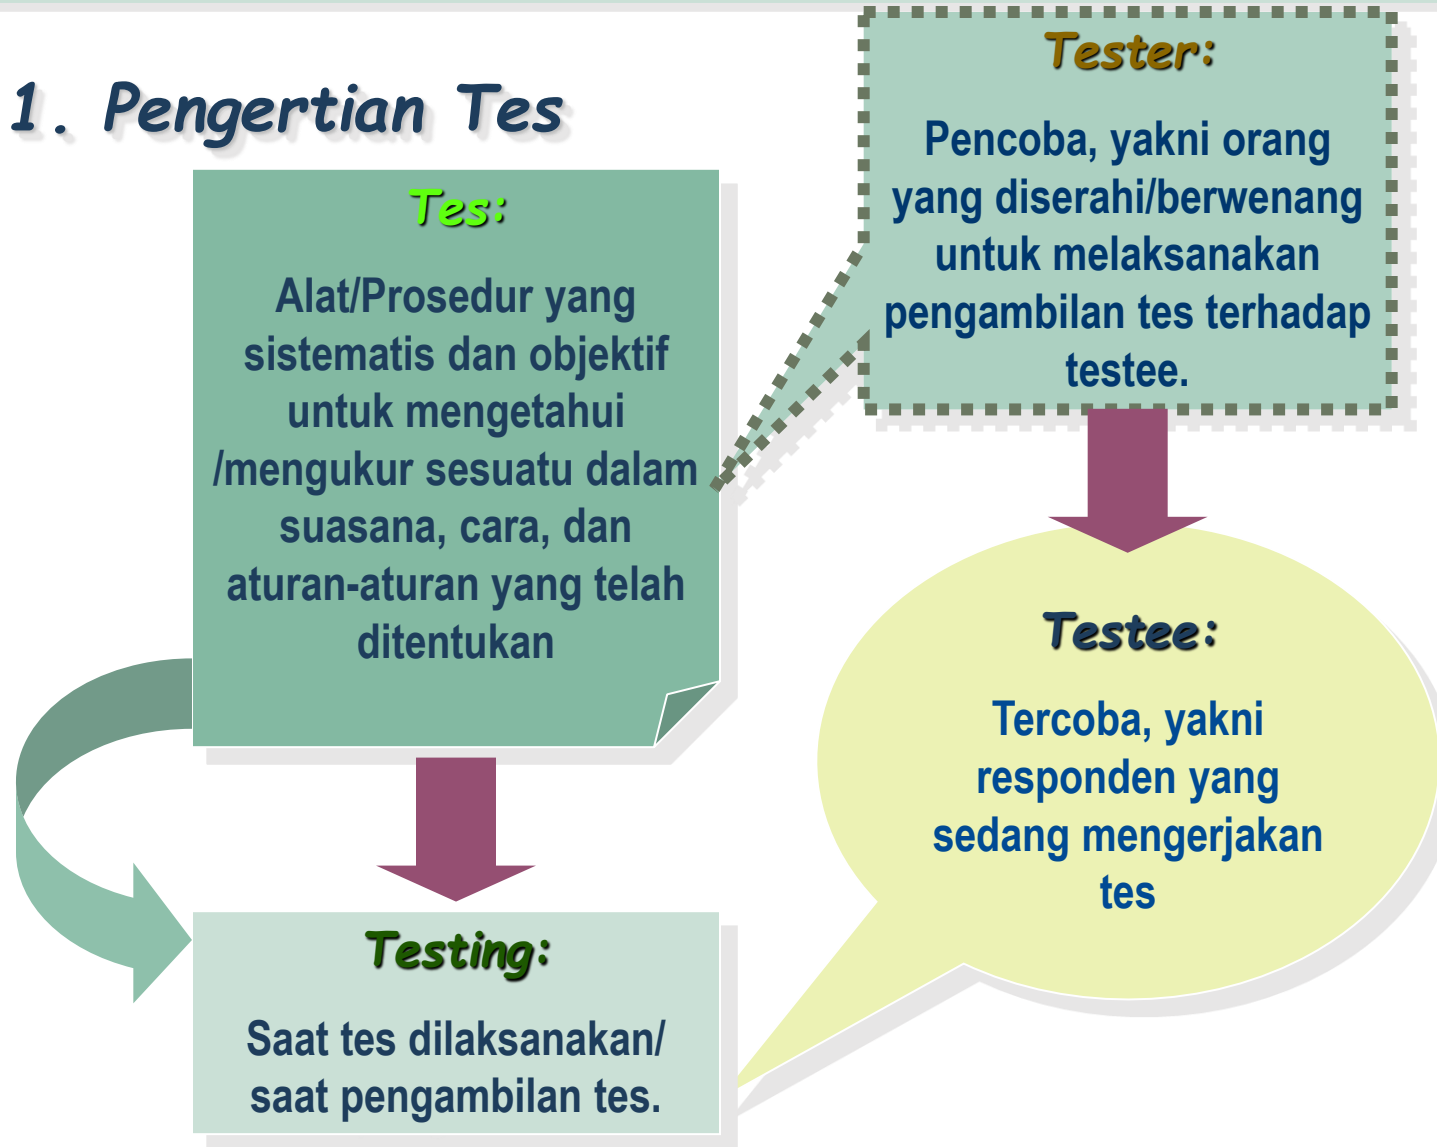 1. Pengertian Tes
Tes:
Alat/Prosedur yang
sistematis dan objektif
untuk mengetahui
/mengukur sesuatu dalam
suasana, cara, dan
aturan-aturan yang telah
ditentukan
Tester:
Pencoba, yakni orang
yang diserahi/berwenang
untuk melaksanakan
pengambilan tes terhadap
testee.
Testing:
Saat tes dilaksanakan/
saat pengambilan tes.
Testee:
Tercoba, yakni
responden yang
sedang mengerjakan
tes